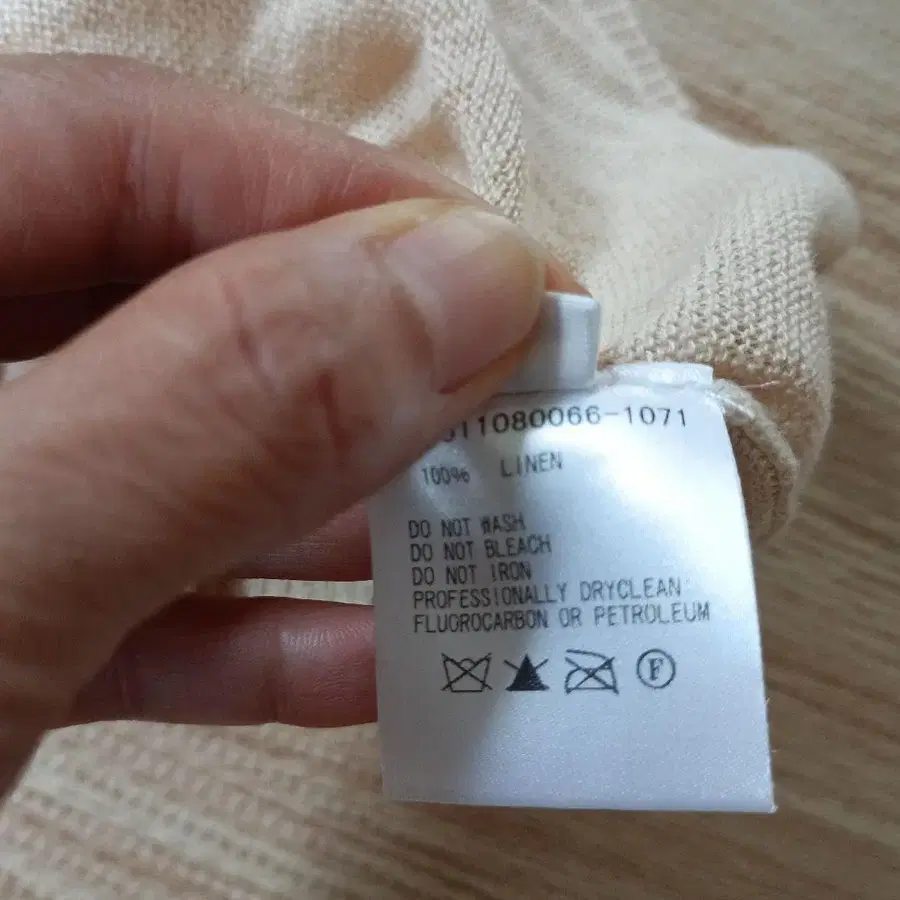 11080066-1071
100% LINEN
DO NOT WASH
DO NOT BLEACH
DO NOT IRON
PROFESSIONALLY DRYCLEAN
FLUOROCARBON OR PETROLEUM
F